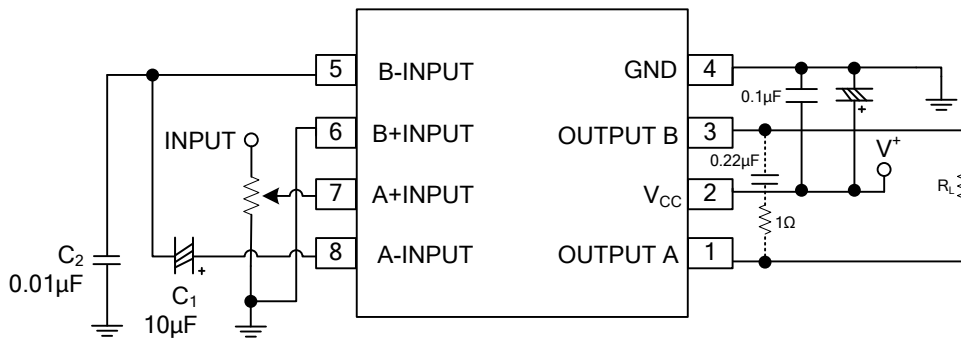 5 B-INPUT
GND 4
6 B+INPUT
OUTPUT B 3
7 A+INPUT
VCC 2
8 A-INPUT
OUTPUT A 1
INPUT
C2
0.01µF
C1
10µF
+
0.1µF
+
V+
0.22µF
1Ω
RL